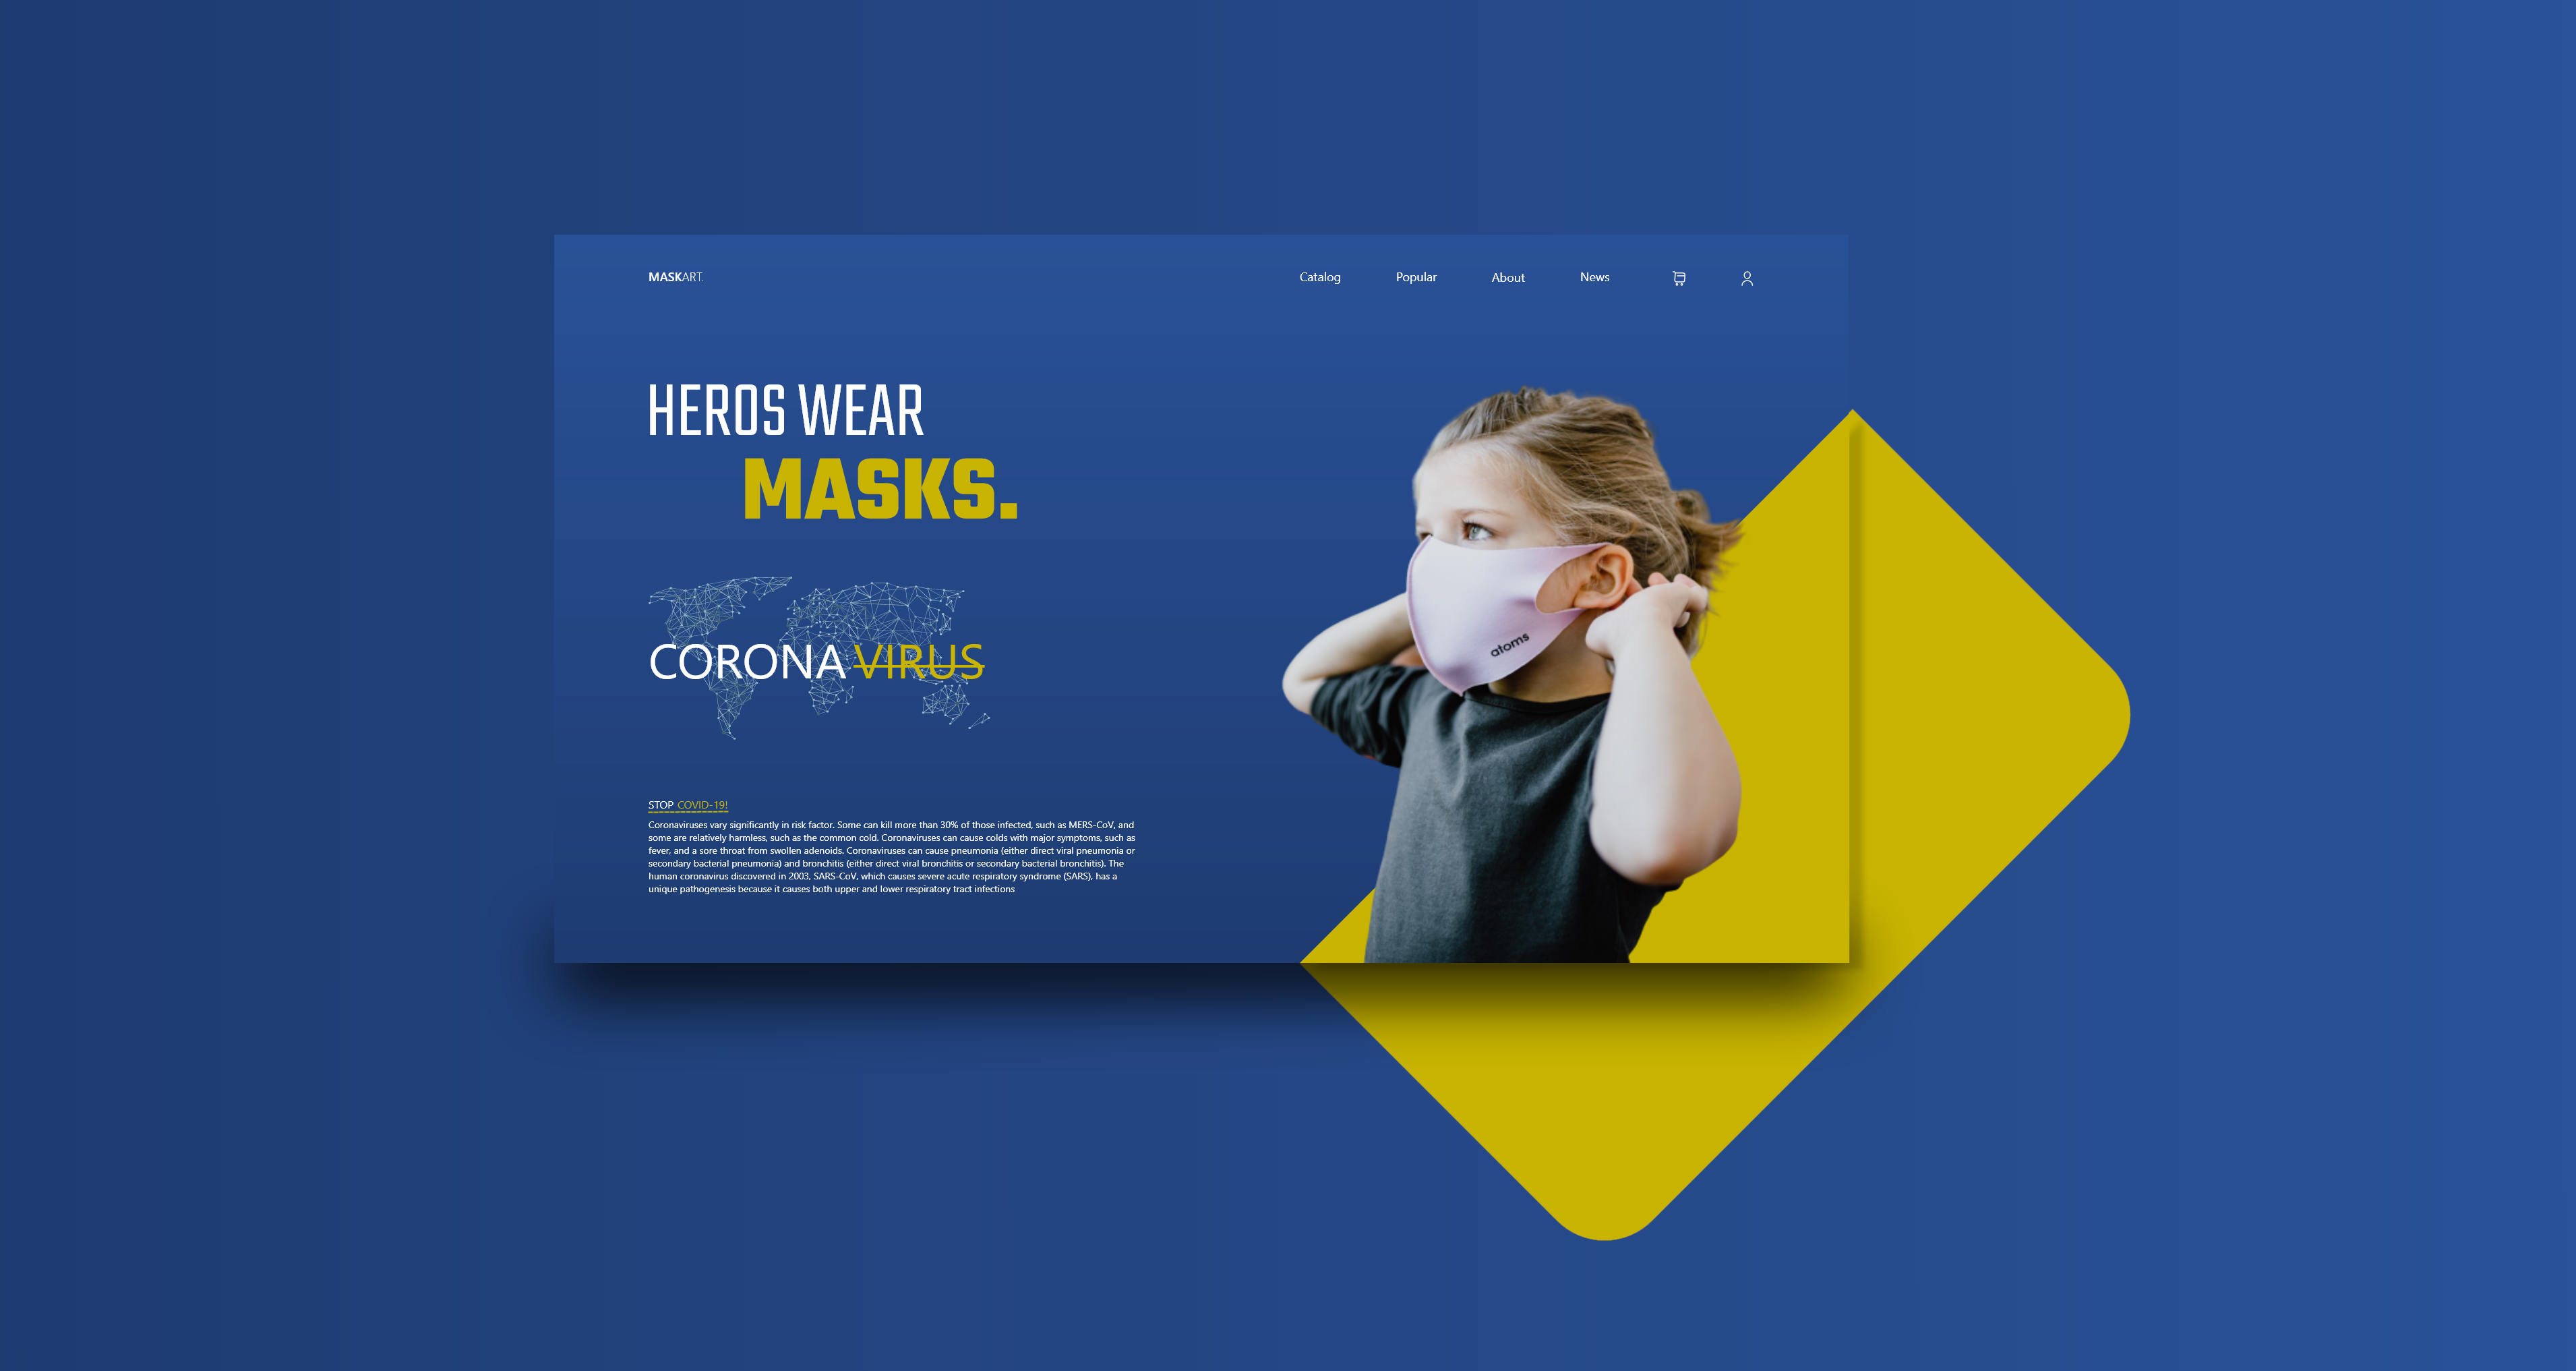 MASKART.
Catalog Popular About News
HEROS WEAR
MASKS.
CORONA VIRUS
atoms
STOP COVID-19!
Coronaviruses vary significantly in risk factor. Some can kill more than 30% of those infected, such as MERS-CoV, and
some are relatively harmless, such as the common cold. Coronaviruses can cause colds with major symptoms, such as
fever, and a sore throat from swollen adenoids. Coronaviruses can cause pneumonia (either direct viral pneumonia or
secondary bacterial pneumonia) and bronchitis (either direct viral bronchitis or secondary bacterial bronchitis). The
human coronavirus discovered in 2003, SARS-CoV, which causes severe acute respiratory syndrome (SARS), has a
unique pathogenesis because it causes both upper and lower respiratory tract infections